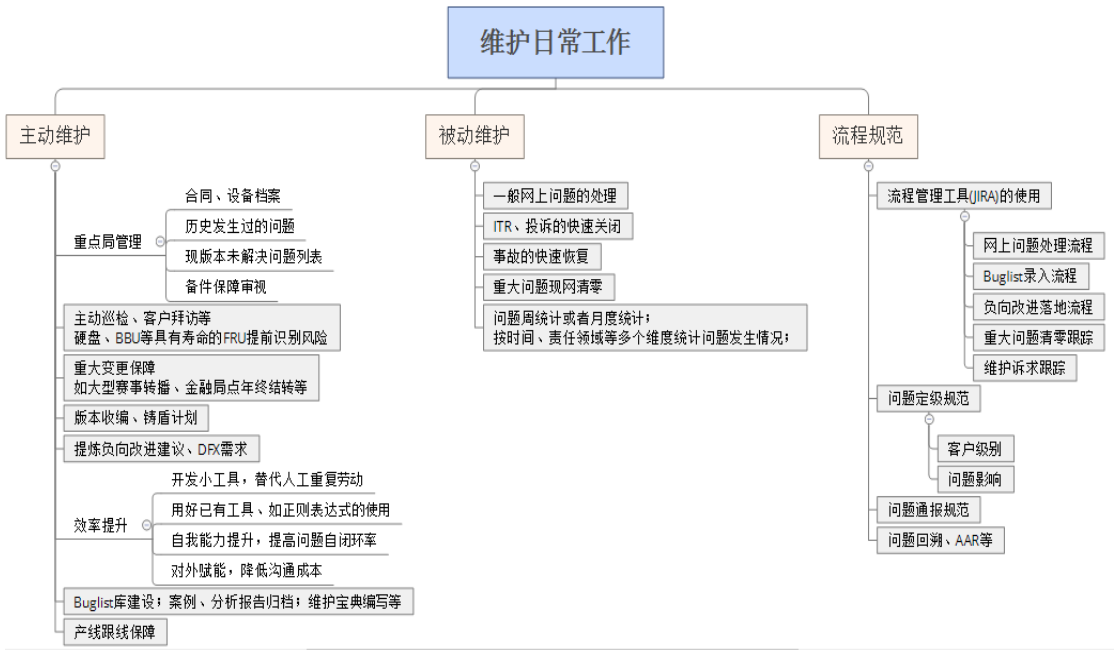 维护日常工作
主动维护
重点局管理
合同、设备档案
历史发生过的问题
现版本未解决问题列表
备件保障审视
主动巡检、客户拜访等
硬盘、BBU等具有寿命的FRU提前识别风险
重大变更保障
如大型赛事转播、金融局点年终结转等
版本收编、铸盾计划
提炼负向改进建议、DFX需求
效率提升
开发小工具，替代人工重复劳动
用好已有工具、如正则表达式的使用
自我能力提升，提高问题自闭环率
对外赋能，降低沟通成本
Buglist库建设；案例、分析报告归档；维护宝典编写等
产线跟线保障
被动维护
一般网上问题的处理
ITR、投诉的快速关闭
事故的快速恢复
重大问题现网清零
问题周统计或者月度统计；
按时间、责任领域等多个维度统计问题发生情况；
流程规范
流程管理工具(JIRA)的使用
网上问题处理流程
Buglist录入流程
负向改进落地流程
重大问题清零跟踪
维护诉求跟踪
问题定级规范
客户级别
问题影响
问题通报规范
问题回溯、AAR等